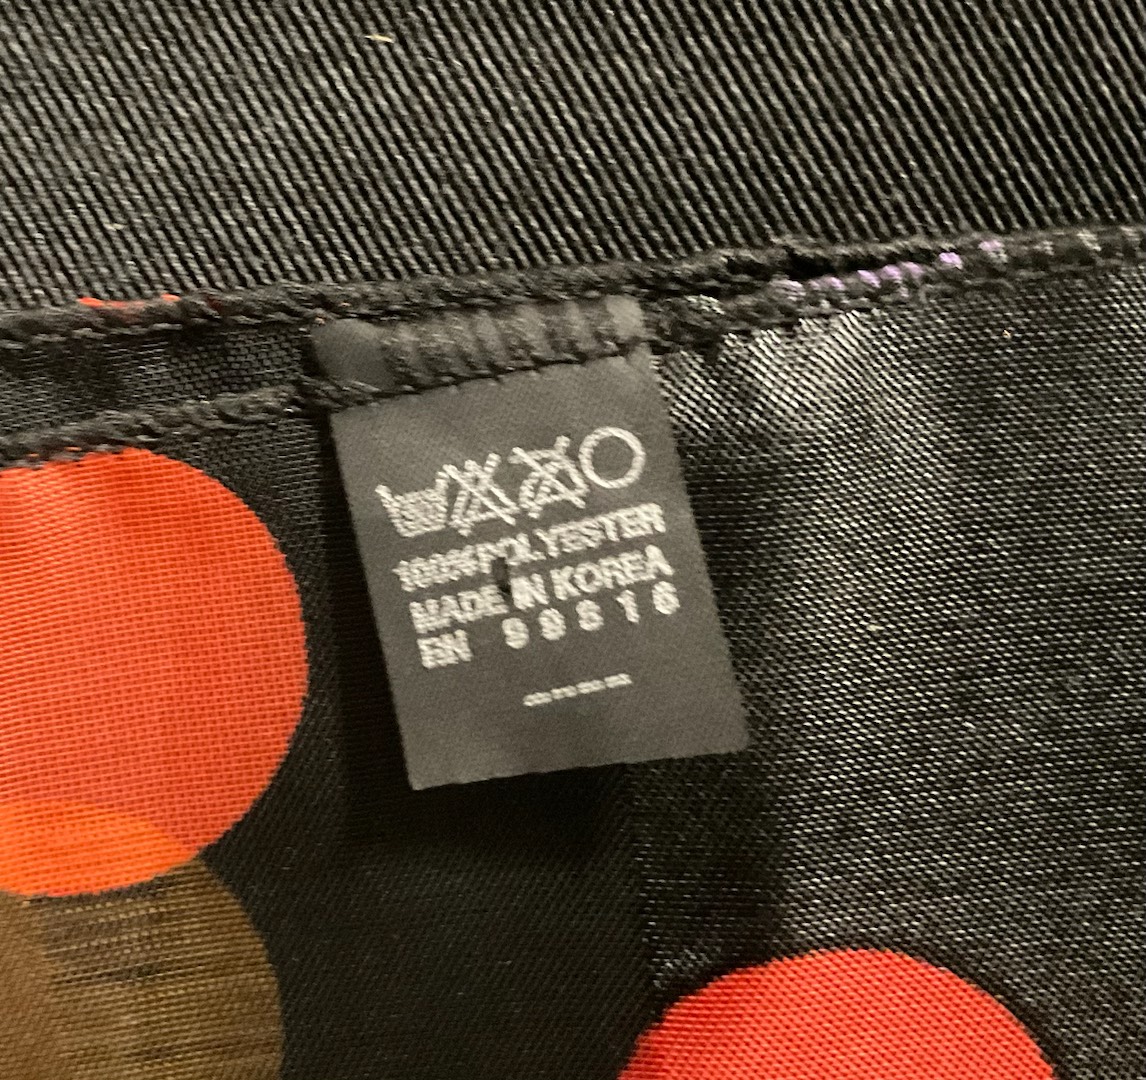 100%POLYESTER
MADE IN KOREA
RN 98816